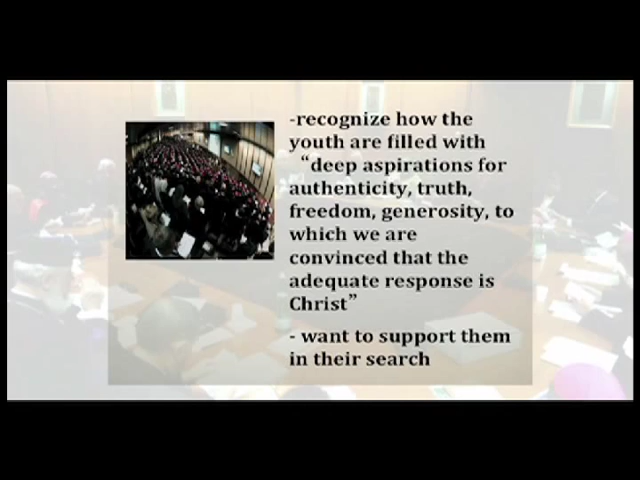 -recognize how the
youth are filled with
“deep aspirations for
authenticity, truth,
freedom, generosity, to
which we are
convinced that the
adequate response is
Christ”
- want to support them
in their search